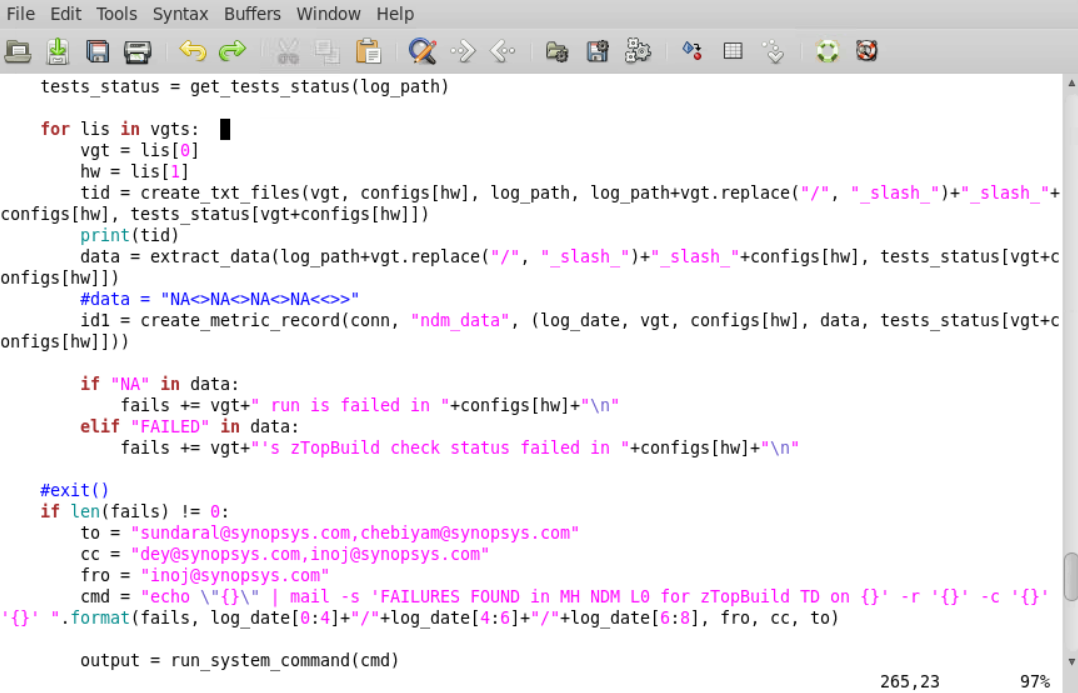 File Edit Tools Syntax Buffers Window Help
tests_status = get_tests_status(log_path)
for lis in vgts:
vgt = lis[0]
hw = lis[1]
tid = create_txt_files(vgt, configs[hw], log_path, log_path+vgt.replace("/", "_slash_")+"_slash_"+
configs[hw], tests_status[vgt+configs[hw]])
print(tid)
data = extract_data(log_path+vgt.replace("/", "_slash_")+"_slash_"+configs[hw], tests_status[vgt+c
onfigs[hw]])
#data = "NA<>NA<>NA<>NA<<>>"
id1 = create_metric_record(conn, "ndm_data", (log_date, vgt, configs[hw], data, tests_status[vgt+c
onfigs[hw]]))
if "NA" in data:
fails += vgt+" run is failed in "+configs[hw]+"\n"
elif "FAILED" in data:
fails += vgt+"'s zTopBuild check status failed in "+configs[hw]+"\n"
#exit()
if len(fails) != 0:
to = "sundaral@synopsys.com,chebiyam@synopsys.com"
cc = "dey@synopsys.com,inoj@synopsys.com"
fro = "inoj@synopsys.com"
cmd = "echo \"{}\" | mail -s 'FAILURES FOUND in MH NDM L0 for zTopBuild TD on {}' -r '{}' -c '{}'
'{}' ".format(fails, log_date[0:4]+"/"+log_date[4:6]+"/"+log_date[6:8], fro, cc, to)
output = run_system_command(cmd)
265,23 97%